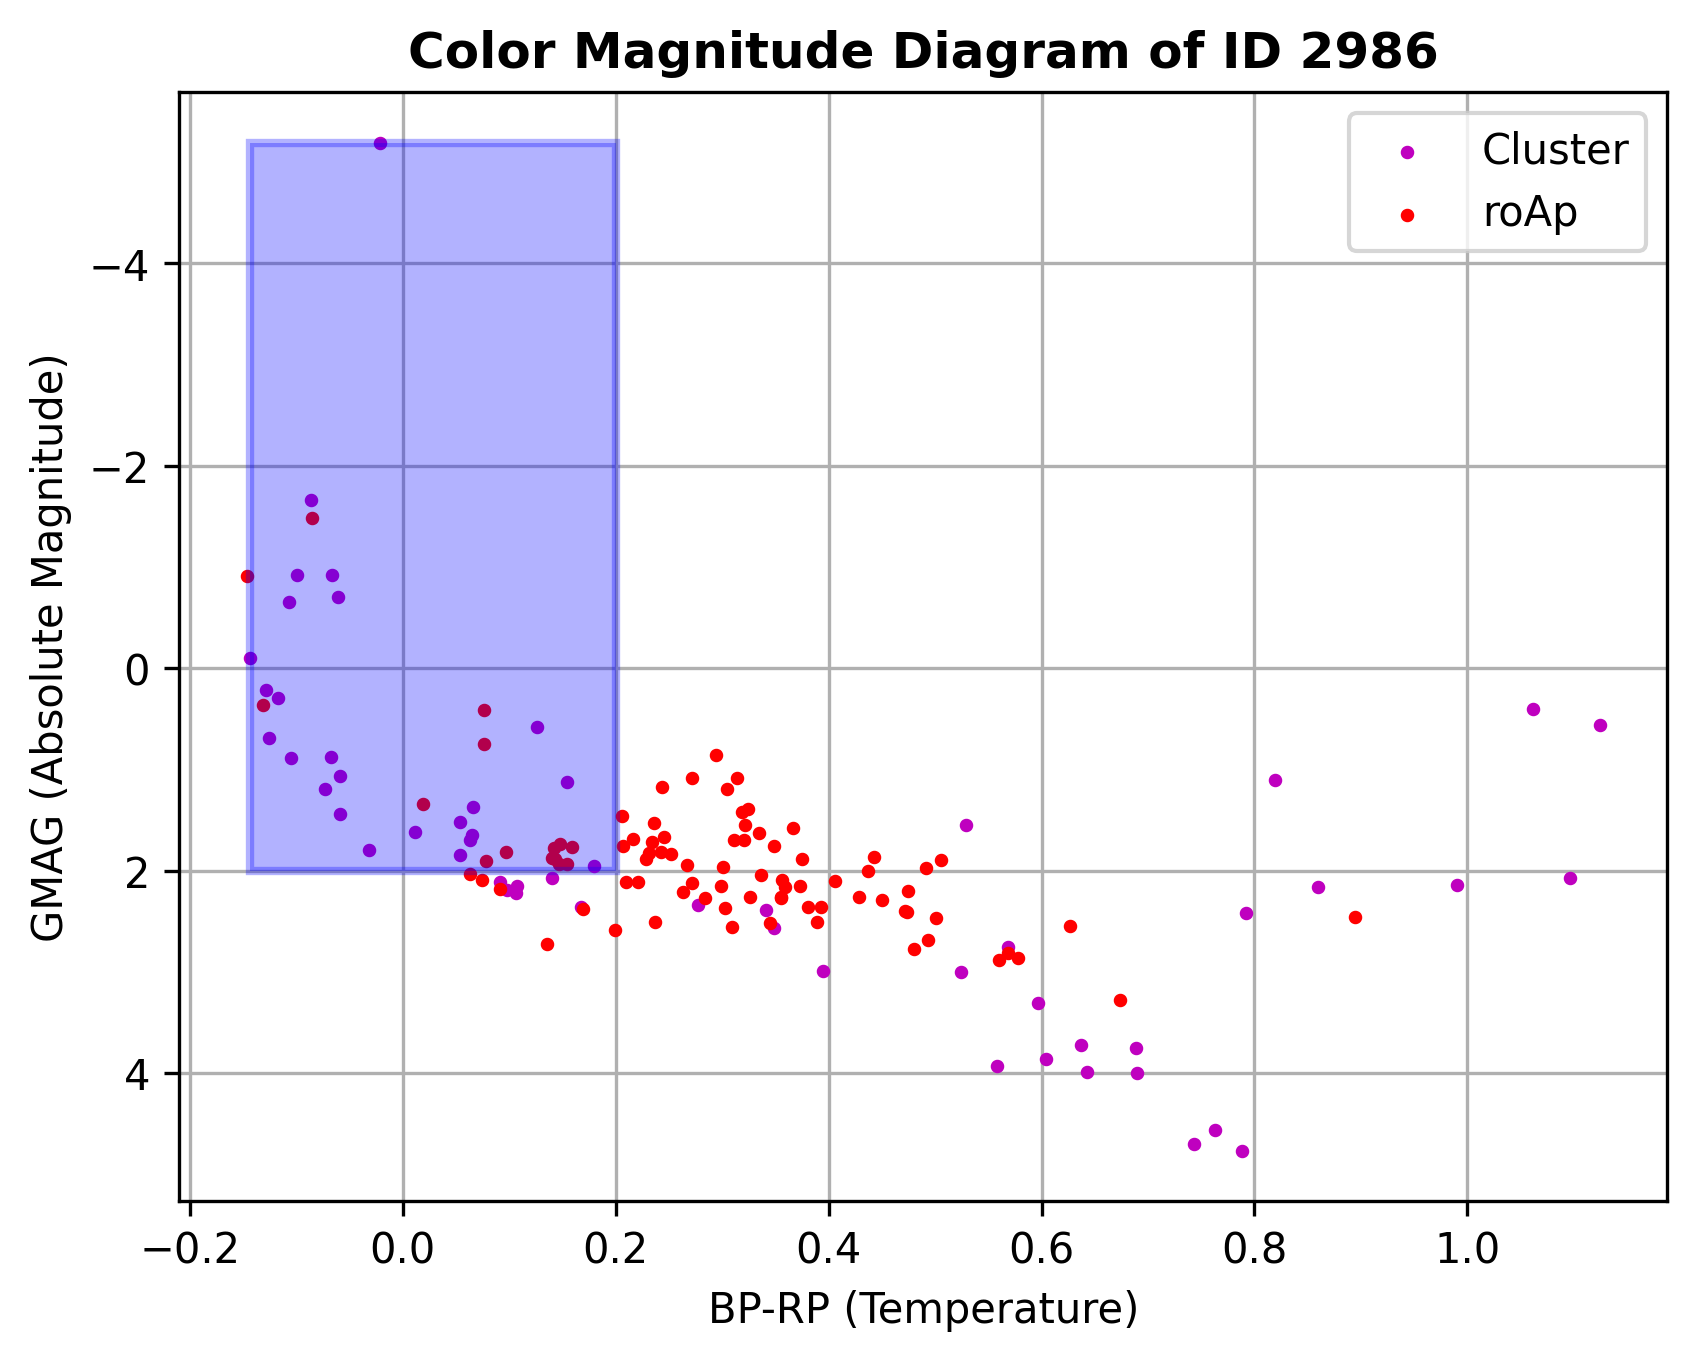 Color Magnitude Diagram of ID 2986
Cluster
roAp
−4
−2
0
2
4
GMAG (Absolute Magnitude)
−0.2 0.0 0.2 0.4 0.6 0.8 1.0
BP-RP (Temperature)